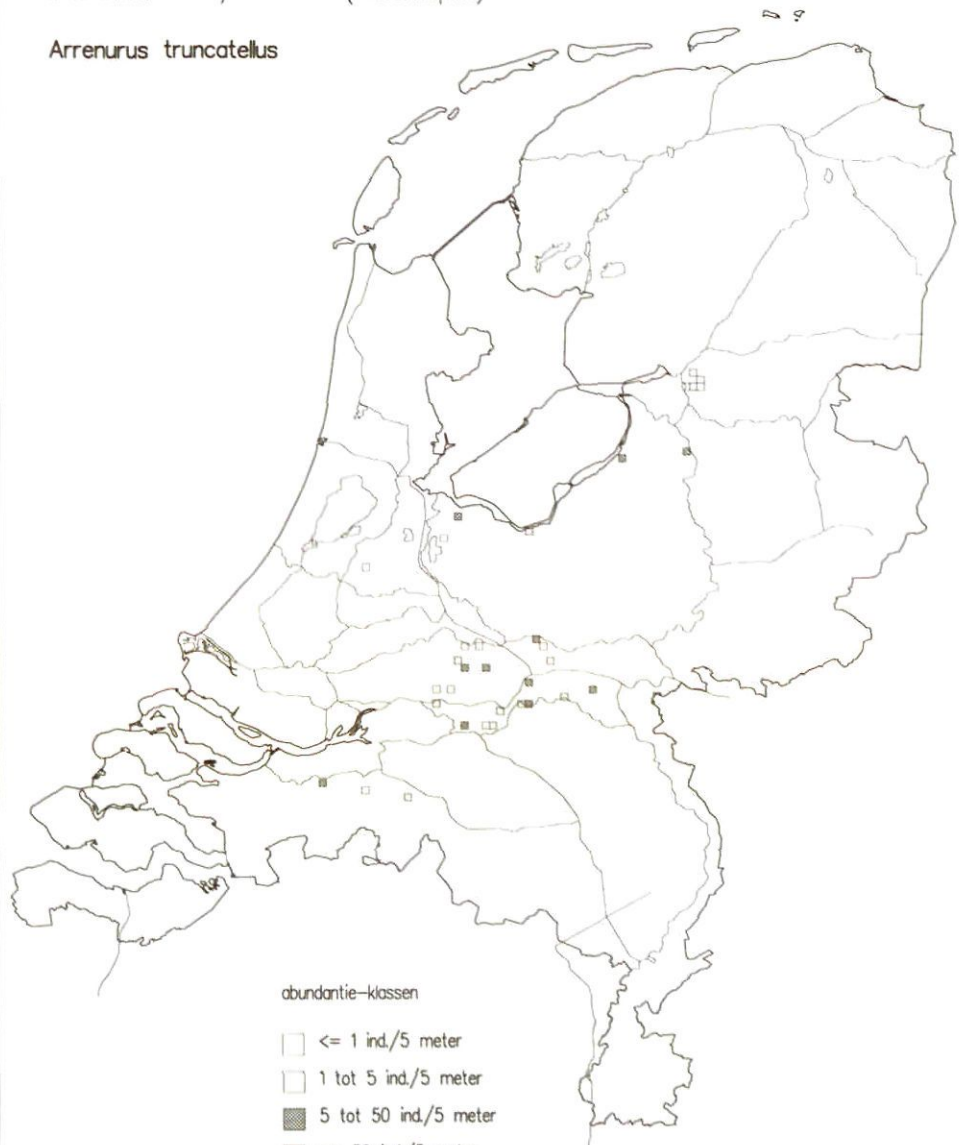 Arrenurus truncatellus
abundantie-klassen
<= 1 ind./5 meter
1 tot 5 ind./5 meter
5 tot 50 ind./5 meter